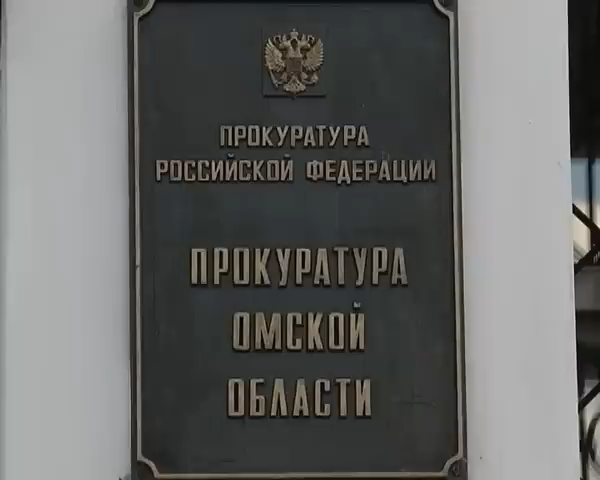 ПРОКУРАТУРА
РОССИЙСКОЙ ФЕДЕРАЦИИ
ПРОКУРАТУРА
ОМСКОЙ
ОБЛАСТИ